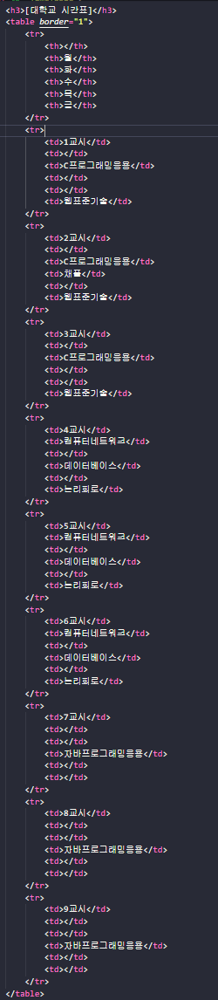 <h3>[대학교 시간표]</h3>
<table border="1">
<tr>
<th></th>
<th>월</th>
<th>화</th>
<th>수</th>
<th>목</th>
<th>금</th>
</tr>
<tr>
<td>1교시</td>
<td></td>
<td>C프로그래밍응용</td>
<td></td>
<td></td>
<td>웹표준기술</td>
</tr>
<tr>
<td>2교시</td>
<td></td>
<td>C프로그래밍응용</td>
<td>채플</td>
<td></td>
<td>웹표준기술</td>
</tr>
<tr>
<td>3교시</td>
<td></td>
<td>C프로그래밍응용</td>
<td></td>
<td></td>
<td>웹표준기술</td>
</tr>
<tr>
<td>4교시</td>
<td>컴퓨터네트워크</td>
<td></td>
<td>데이터베이스</td>
<td></td>
<td>논리회로</td>
</tr>
<tr>
<td>5교시</td>
<td>컴퓨터네트워크</td>
<td></td>
<td>데이터베이스</td>
<td></td>
<td>논리회로</td>
</tr>
<tr>
<td>6교시</td>
<td>컴퓨터네트워크</td>
<td></td>
<td>데이터베이스</td>
<td></td>
<td>논리회로</td>
</tr>
<tr>
<td>7교시</td>
<td></td>
<td></td>
<td>자바프로그래밍응용</td>
<td></td>
<td></td>
</tr>
<tr>
<td>8교시</td>
<td></td>
<td></td>
<td>자바프로그래밍응용</td>
<td></td>
<td></td>
</tr>
<tr>
<td>9교시</td>
<td></td>
<td></td>
<td>자바프로그래밍응용</td>
<td></td>
<td></td>
</tr>
</table>